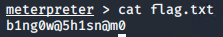 meterpreter > cat flag.txt
b1ng0w@5h1sn@m0